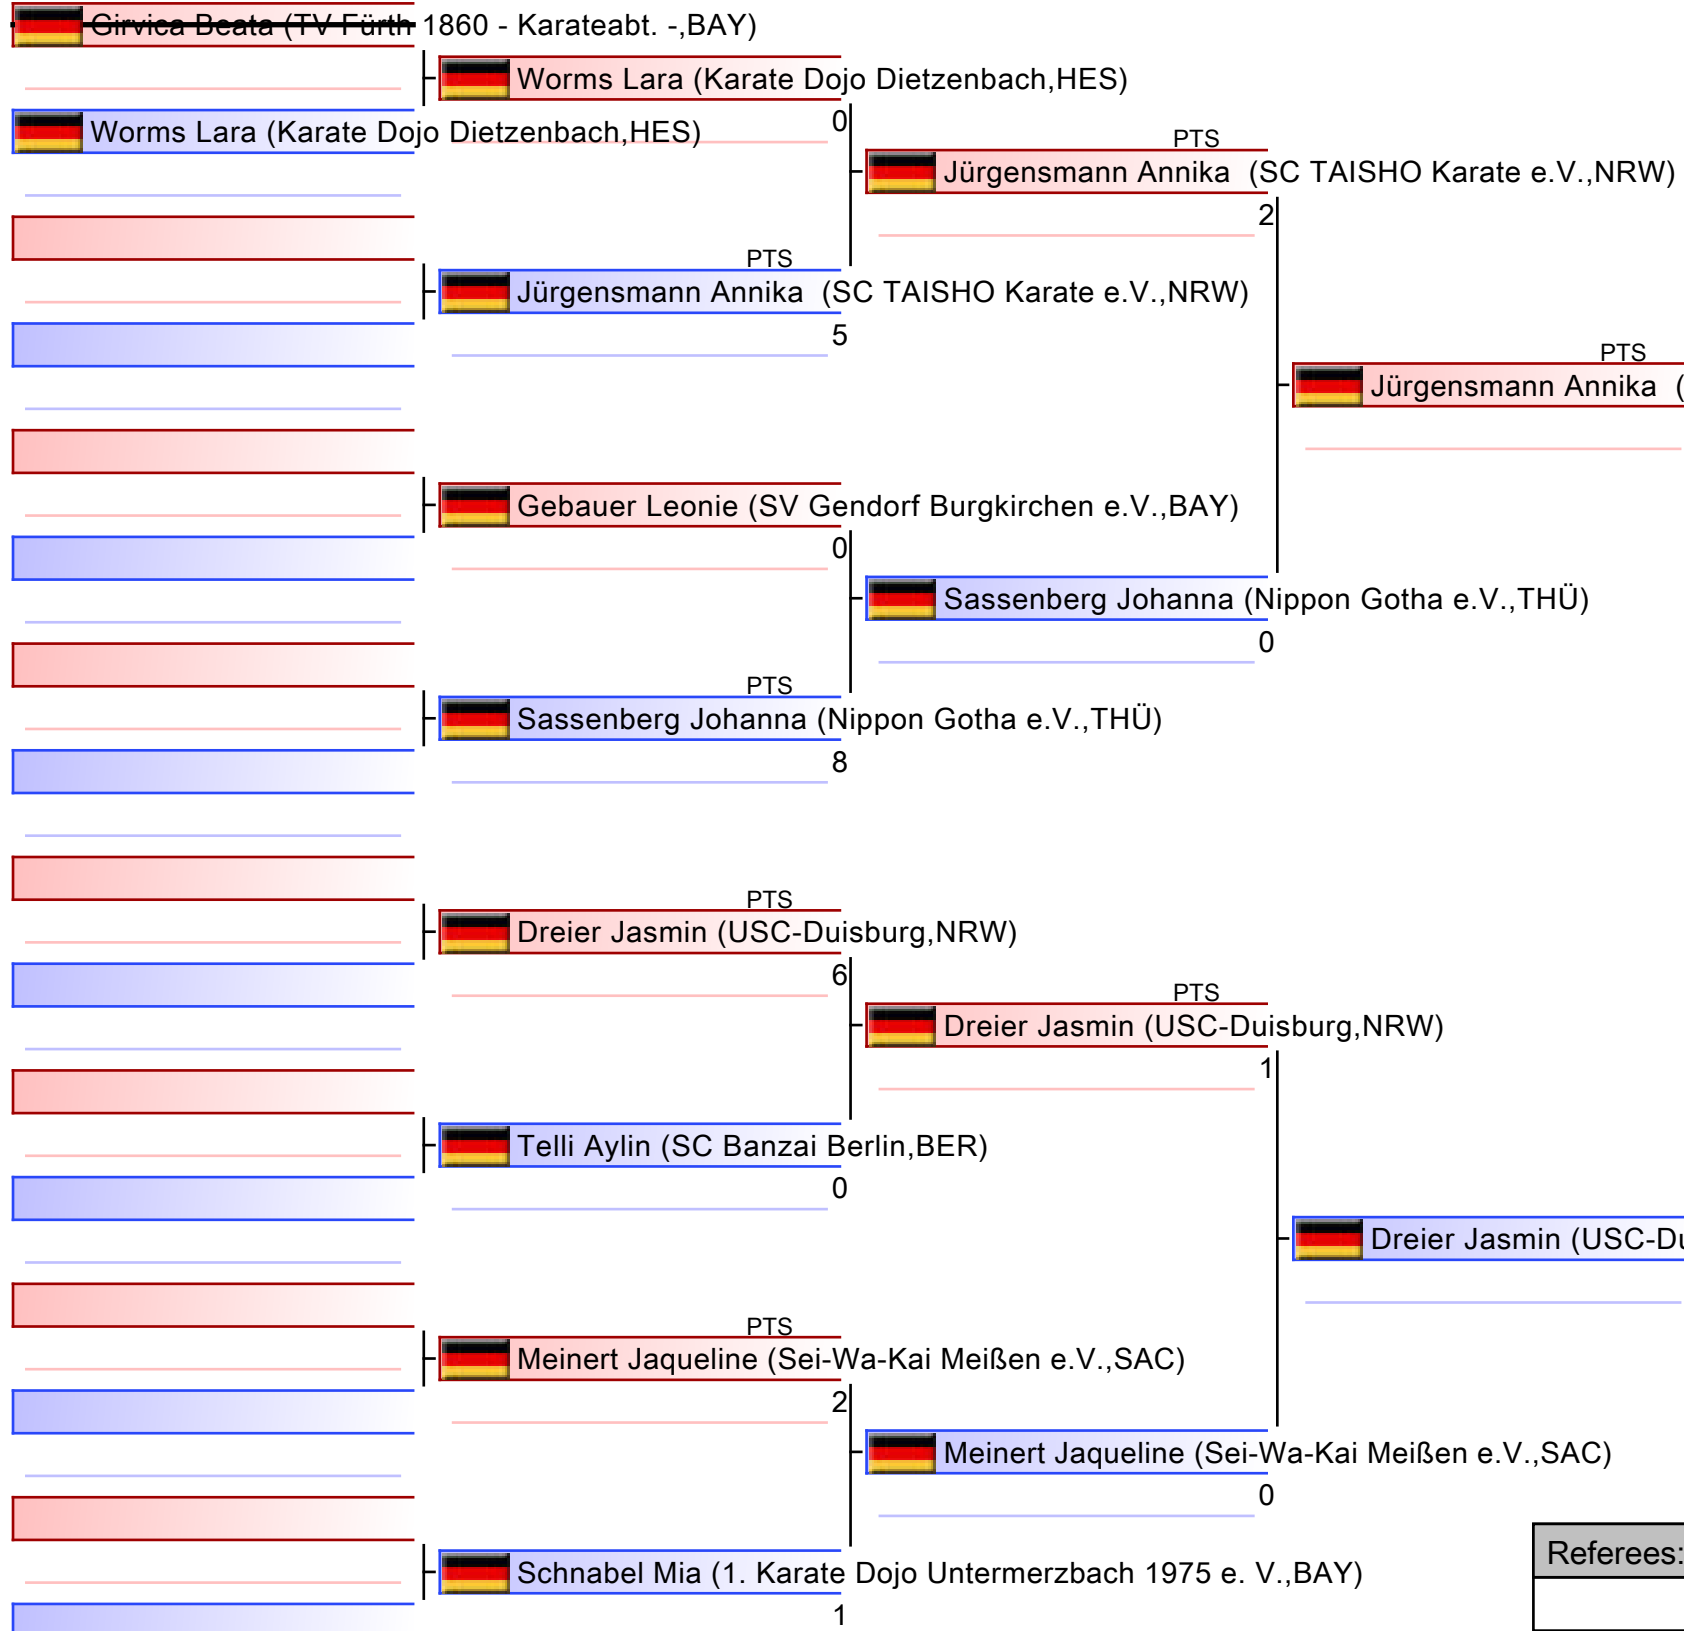 Girvica Beata (TV Fürth 1860 - Karateabt. -,BAY)
Worms Lara (Karate Dojo Dietzenbach,HES)
0
Worms Lara (Karate Dojo Dietzenbach,HES)
PTS
Jürgensmann Annika (SC TAISHO Karate e.V.,NRW)
2
PTS
Jürgensmann Annika (SC TAISHO Karate e.V.,NRW)
5
PTS
Jürgensmann Annika (
Gebauer Leonie (SV Gendorf Burgkirchen e.V.,BAY)
0
Sassenberg Johanna (Nippon Gotha e.V.,THÜ)
0
PTS
Sassenberg Johanna (Nippon Gotha e.V.,THÜ)
8
PTS
Dreier Jasmin (USC-Duisburg,NRW)
6
PTS
Dreier Jasmin (USC-Duisburg,NRW)
1
Telli Aylin (SC Banzai Berlin,BER)
0
Dreier Jasmin (USC-Du
PTS
Meinert Jaqueline (Sei-Wa-Kai Meißen e.V.,SAC)
2
Meinert Jaqueline (Sei-Wa-Kai Meißen e.V.,SAC)
0
Referees:
Schnabel Mia (1. Karate Dojo Untermerzbach 1975 e. V.,BAY)
1